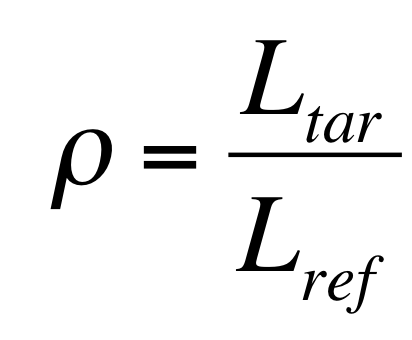 ρ = L_tar / L_ref